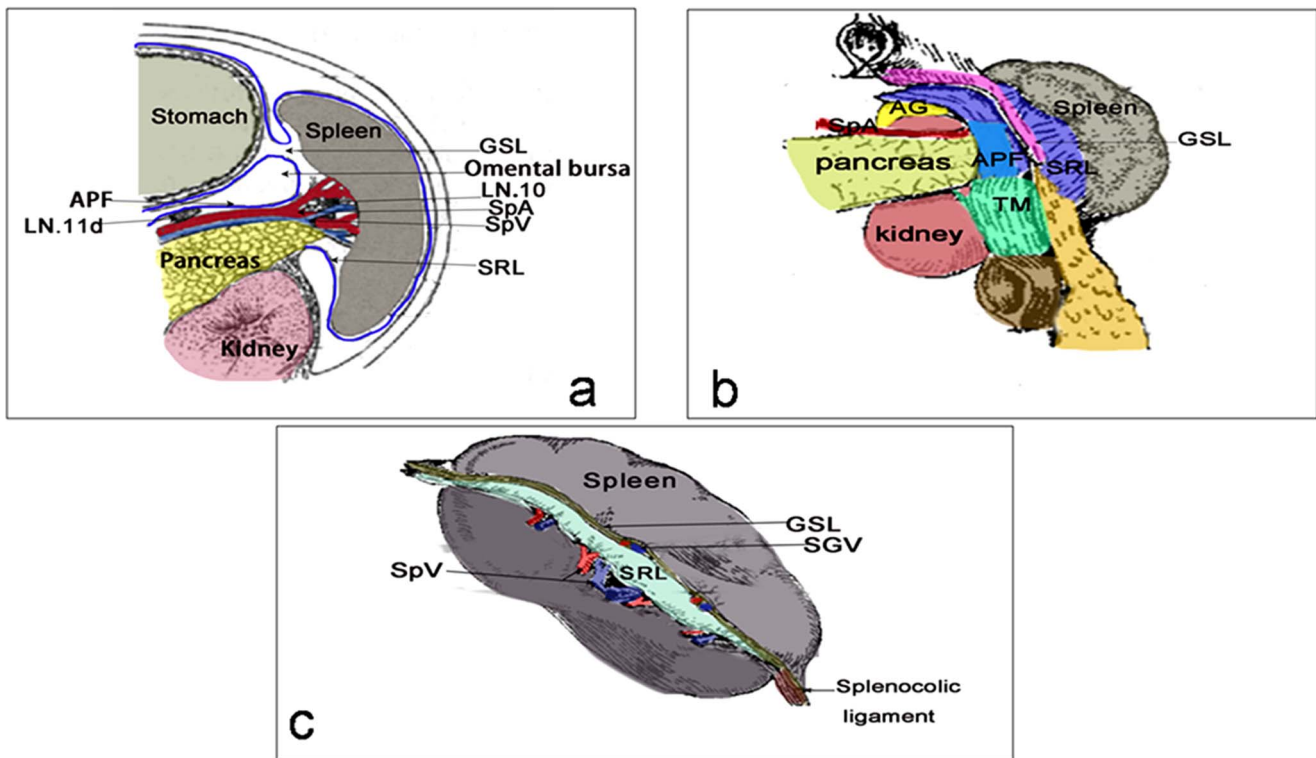 Stomach
Spleen
GSL
Omental bursa
LN.10
APF
SpA
LN.11d
SpV
Pancreas
SRL
Kidney
a
Spleen
AG
GSL
SpA
pancreas
APF
SRL
TM
kidney
b
Spleen
GSL
SGV
SpV
SRL
Splenocolic
ligament
c